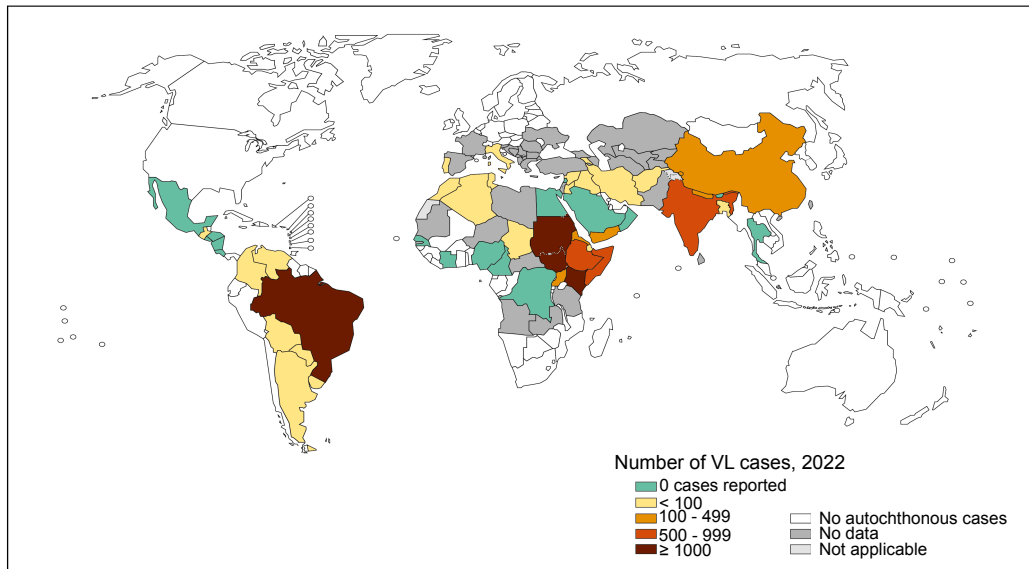 Number of VL cases, 2022
0 cases reported
< 100
100 - 499
500 - 999
≥ 1000
No autochthonous cases
No data
Not applicable